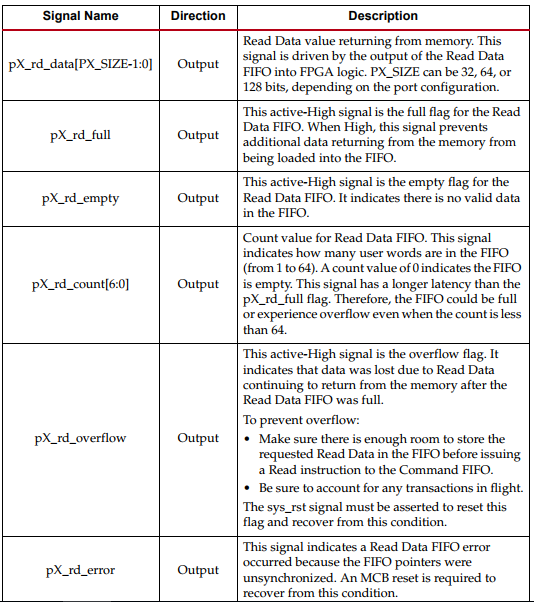 Signal Name Direction Description
pX_rd_data[PX_SIZE-1:0] Output
Read Data value returning from memory. This
signal is driven by the output of the Read Data
FIFO into FPGA logic. PX_SIZE can be 32, 64, or
128 bits, depending on the port configuration.
pX_rd_full Output
This active-High signal is the full flag for the Read
Data FIFO. When High, this signal prevents
additional data returning from the memory from
being loaded into the FIFO.
pX_rd_empty Output
This active-High signal is the empty flag for the
Read Data FIFO. It indicates there is no valid data
in the FIFO.
pX_rd_count[6:0] Output
Count value for Read Data FIFO. This signal
indicates how many user words are in the FIFO
(from 1 to 64). A count value of 0 indicates the FIFO
is empty. This signal has a longer latency than the
pX_rd_full flag. Therefore, the FIFO could be full
or experience overflow even when the count is less
than 64.
pX_rd_overflow Output
This active-High signal is the overflow flag. It
indicates that data was lost due to Read Data
continuing to return from the memory after the
Read Data FIFO was full.
To prevent overflow:
• Make sure there is enough room to store the
requested Read Data in the FIFO before issuing
a Read instruction to the Command FIFO.
• Be sure to account for any transactions in flight.
The sys_rst signal must be asserted to reset this
flag and recover from this condition.
pX_rd_error Output
This signal indicates a Read Data FIFO error
occurred because the FIFO pointers were
unsynchronized. An MCB reset is required to
recover from this condition.